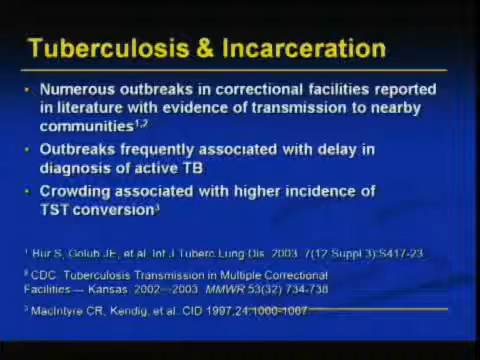 Tuberculosis & Incarceration
• Numerous outbreaks in correctional facilities reported
in literature with evidence of transmission to nearby
communities1,2
• Outbreaks frequently associated with delay in
diagnosis of active TB
• Crowding associated with higher incidence of
TST conversion3
1 Bur S, Golub JE, et al. Int J Tuberc Lung Dis. 2003. 7(12 Suppl 3):S417-23.
2 CDC. Tuberculosis Transmission in Multiple Correctional
Facilities — Kansas, 2002—2003. MMWR 53(32) 734-738
3 MacIntyre CR, Kendig, et al. CID 1997;24:1060-1067